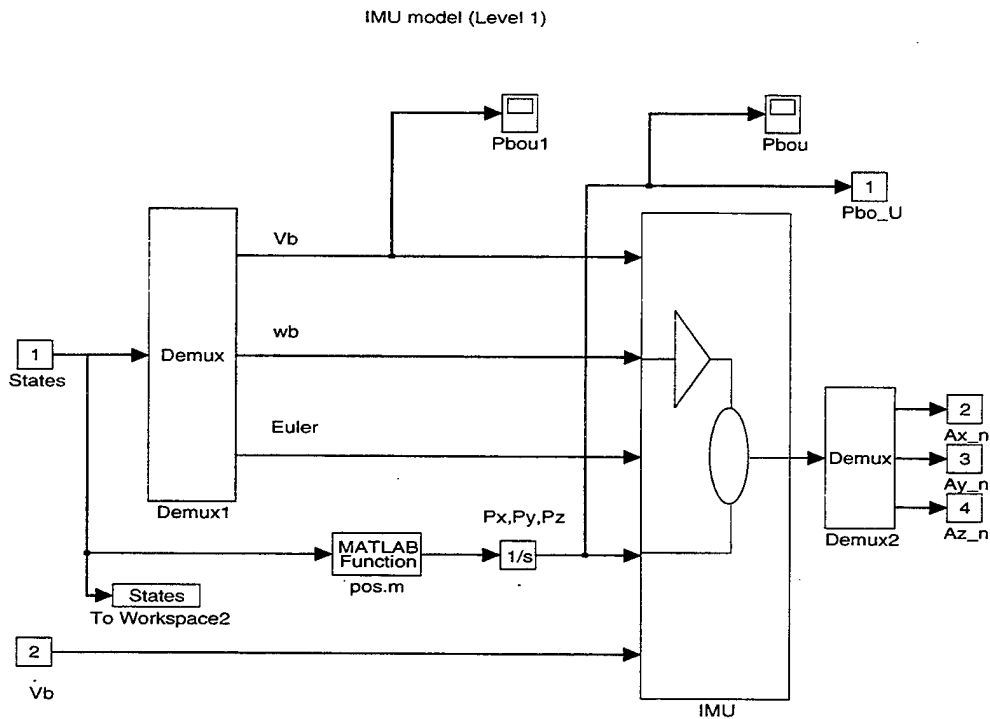 IMU model (Level 1)
Pbou1
Pbou
1
Pbo_U
Vb
wb
1
States
Demux
Euler
Demux1
Px,Py,Pz
MATLAB
Function
pos.m
1/s
States
To Workspace2
2
V̇b
IMU
Demux
Demux2
2
Ax_n
3
Ay_n
4
Az_n